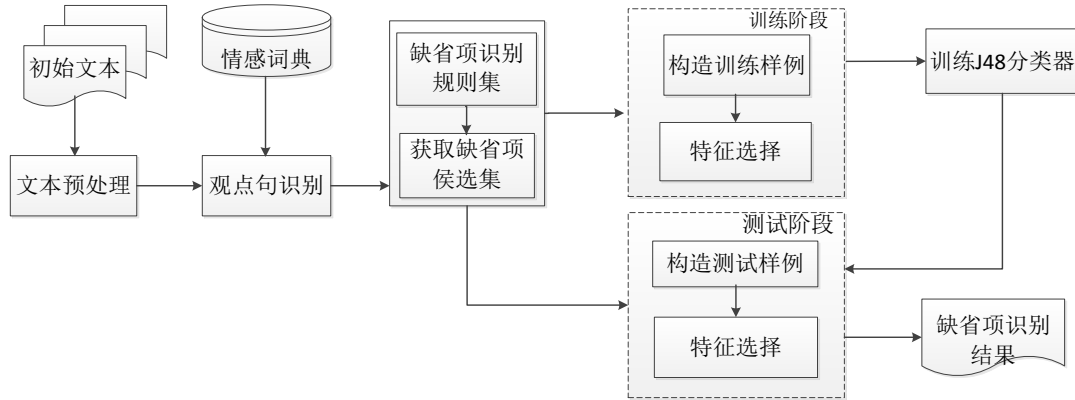 初始文本
情感词典
文本预处理
观点句识别
缺省项识别
规则集
获取缺省项
侯选集
训练阶段
构造训练样例
特征选择
训练J48分类器
测试阶段
构造测试样例
特征选择
缺省项识别
结果